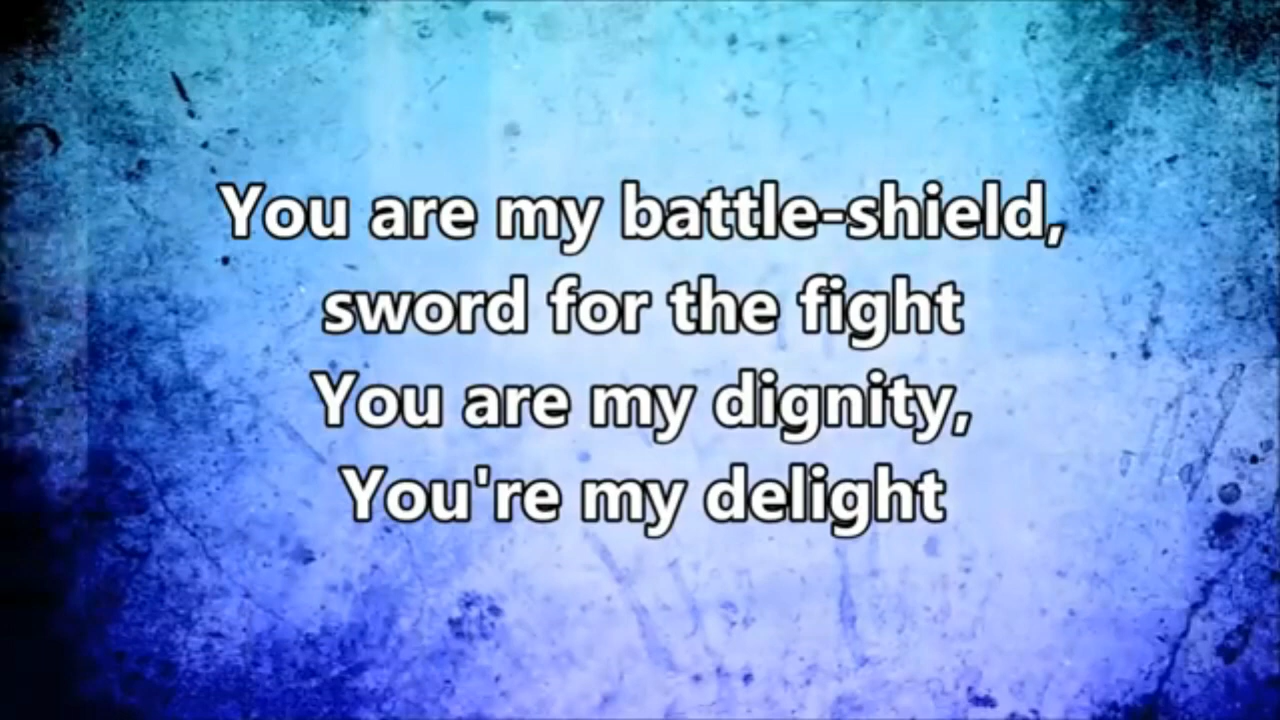 You are my battle-shield,
sword for the fight
You are my dignity,
You're my delight